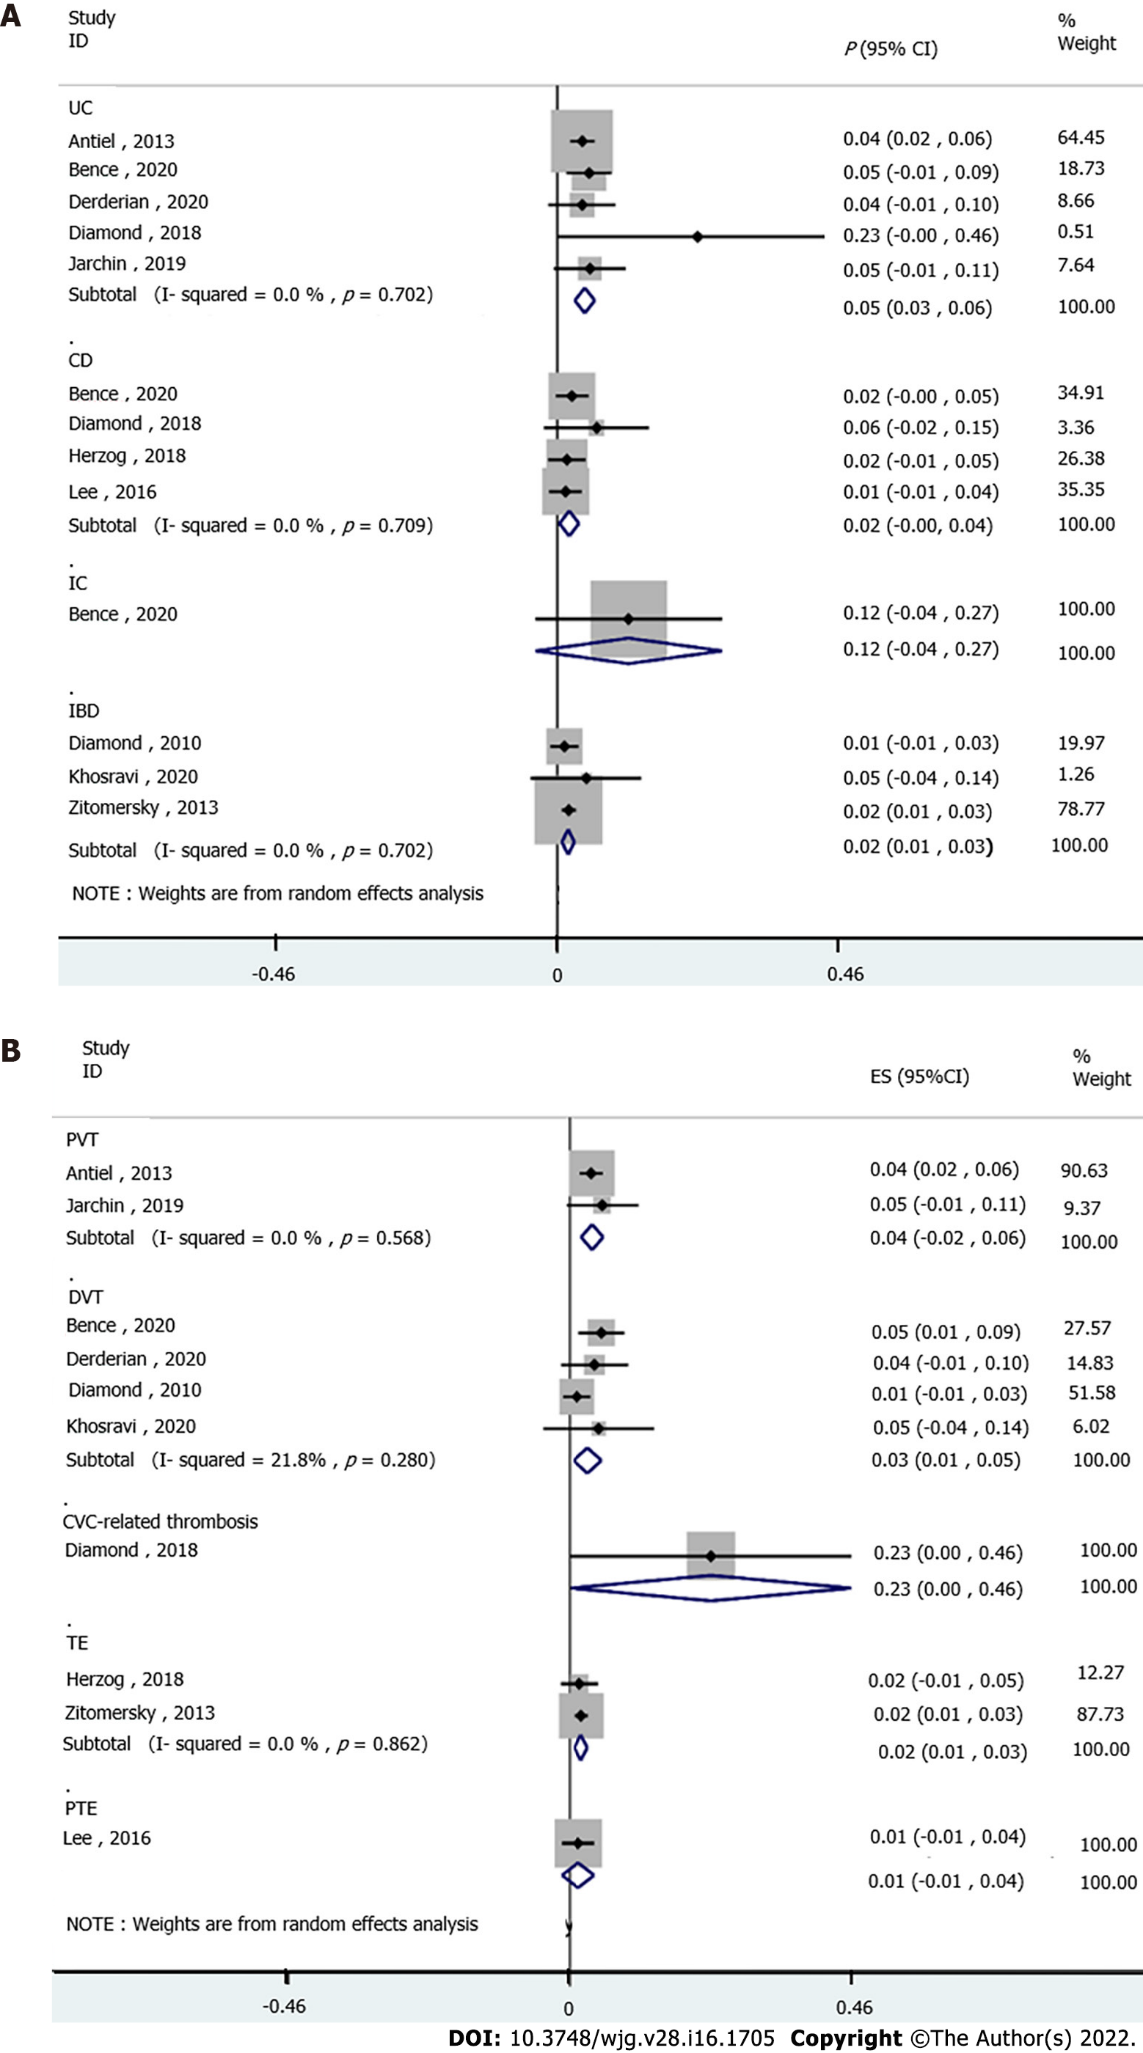 A
Study
ID
P (95% CI)
%
Weight
UC
Antiel , 2013 0.04 (0.02 , 0.06) 64.45
Bence , 2020 0.05 (-0.01 , 0.09) 18.73
Derderian , 2020 0.04 (-0.01 , 0.10) 8.66
Diamond , 2018 0.23 (-0.00 , 0.46) 0.51
Jarchin , 2019 0.05 (-0.01 , 0.11) 7.64
Subtotal (I- squared = 0.0 % , p = 0.702) 0.05 (0.03 , 0.06) 100.00
.
CD
Bence , 2020 0.02 (-0.00 , 0.05) 34.91
Diamond , 2018 0.06 (-0.02 , 0.15) 3.36
Herzog , 2018 0.02 (-0.01 , 0.05) 26.38
Lee , 2016 0.01 (-0.01 , 0.04) 35.35
Subtotal (I- squared = 0.0 % , p = 0.709) 0.02 (-0.00, 0.04) 100.00
.
IC
Bence , 2020 0.12 (-0.04 , 0.27) 100.00
0.12 (-0.04 , 0.27) 100.00
.
IBD
Diamond , 2010 0.01 (-0.01 , 0.03) 19.97
Khosravi , 2020 0.05 (-0.04 , 0.14) 1.26
Zitomersky , 2013 0.02 (0.01 , 0.03) 78.77
Subtotal (I- squared = 0.0 % , p = 0.702) 0.02 (0.01 , 0.03) 100.00
NOTE : Weights are from random effects analysis
-0.46 0 0.46
B
Study
ID
ES (95%CI)
%
Weight
PVT
Antiel , 2013 0.04 (0.02 , 0.06) 90.63
Jarchin , 2019 0.05 (-0.01 , 0.11) 9.37
Subtotal (I- squared = 0.0 % , p = 0.568) 0.04 (-0.02 , 0.06) 100.00
.
DVT
Bence , 2020 0.05 (0.01 , 0.09) 27.57
Derderian , 2020 0.04 (-0.01 , 0.10) 14.83
Diamond , 2010 0.01 (-0.01 , 0.03) 51.58
Khosravi , 2020 0.05 (-0.04 , 0.14) 6.02
Subtotal (I- squared = 21.8% , p = 0.280) 0.03 (0.01 , 0.05) 100.00
.
CVC-related thrombosis
Diamond , 2018 0.23 (0.00 , 0.46) 100.00
0.23 (0.00 , 0.46) 100.00
.
TE
Herzog , 2018 0.02 (-0.01 , 0.05) 12.27
Zitomersky , 2013 0.02 (0.01 , 0.03) 87.73
Subtotal (I- squared = 0.0 % , p = 0.862) 0.02 (0.01 , 0.03) 100.00
.
PTE
Lee , 2016 0.01 (-0.01 , 0.04) 100.00
0.01 (-0.01 , 0.04) 100.00
NOTE : Weights are from random effects analysis
-0.46 0 0.46
DOI: 10.3748/wjg.v28.i16.1705 Copyright ©The Author(s) 2022.